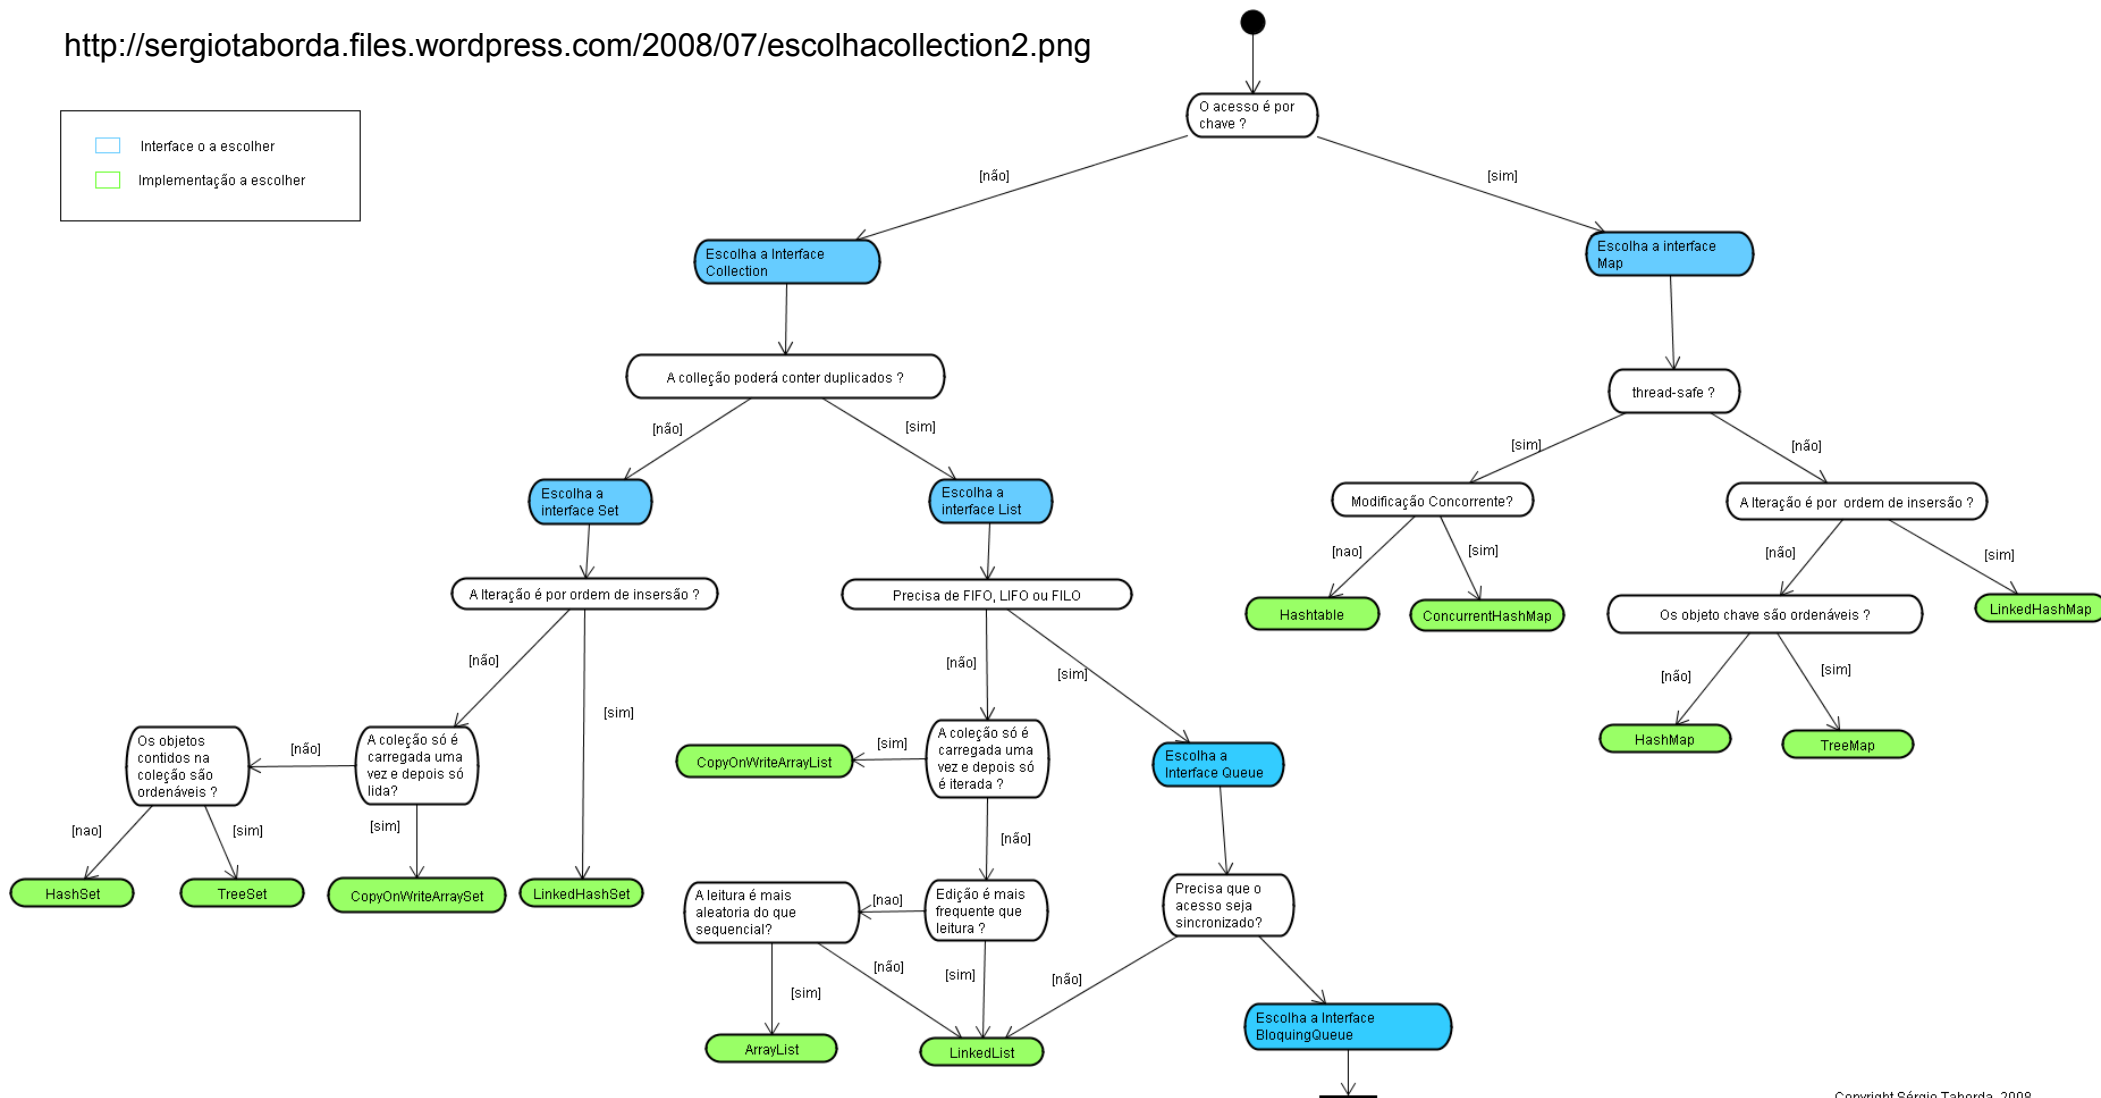 http://sergiotaborda.files.wordpress.com/2008/07/escolhacollection2.png
O acesso é por
chave ?
Interface o a escolher
Implementação a escolher
[não]
[sim]
Escolha a Interface
Collection
Escolha a interface
Map
A colleção poderá conter duplicados ?
thread-safe ?
[não]
[sim]
[sim]
[não]
Escolha a
interface Set
Escolha a
interface List
Modificação Concorrente?
A Iteração é por ordem de insersão ?
[nao]
[sim]
[não]
[sim]
A Iteração é por ordem de insersão ?
Precisa de FIFO, LIFO ou FILO
Hashtable
ConcurrentHashMap
Os objeto chave são ordenáveis ?
LinkedHashMap
[não]
[sim]
[não]
[sim]
[não]
[sim]
Os objetos
contidos na
coleção são
ordenáveis ?
[não]
A coleção só é
carregada uma
vez e depois só
lida?
CopyOnWriteArrayList
[sim]
A coleção só é
carregada uma
vez e depois só
é iterada ?
Escolha a
Interface Queue
HashMap
TreeMap
[nao]
[sim]
[sim]
[não]
HashSet
TreeSet
CopyOnWriteArraySet
LinkedHashSet
A leitura é mais
aleatoria do que
sequencial?
[nao]
Edição é mais
frequente que
leitura ?
Precisa que o
acesso seja
sincronizado?
[sim]
[não]
[sim]
[não]
ArrayList
LinkedList
Escolha a Interface
BloquingQueue
Copyright Sérgio Taborda, 2008